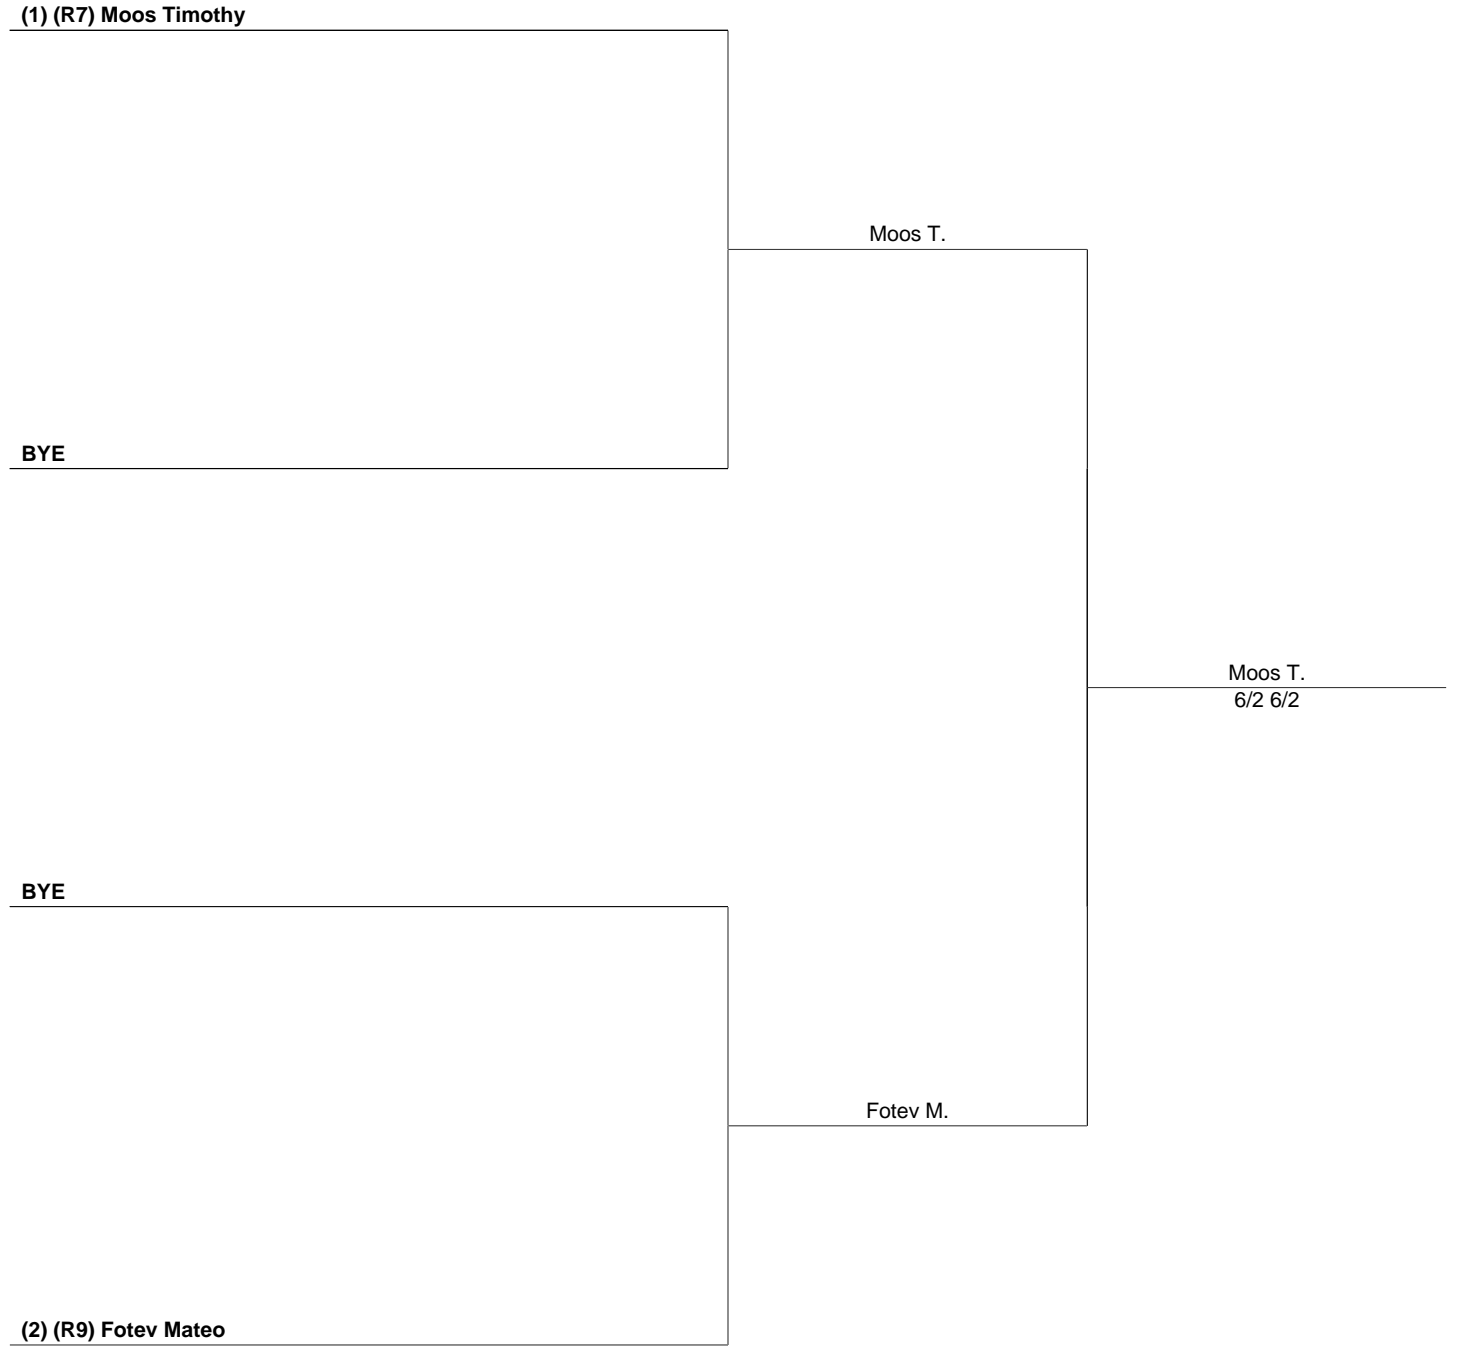 (1) (R7) Moos Timothy
Moos T.
BYE
Moos T.
6/2 6/2
BYE
Fotev M.
(2) (R9) Fotev Mateo